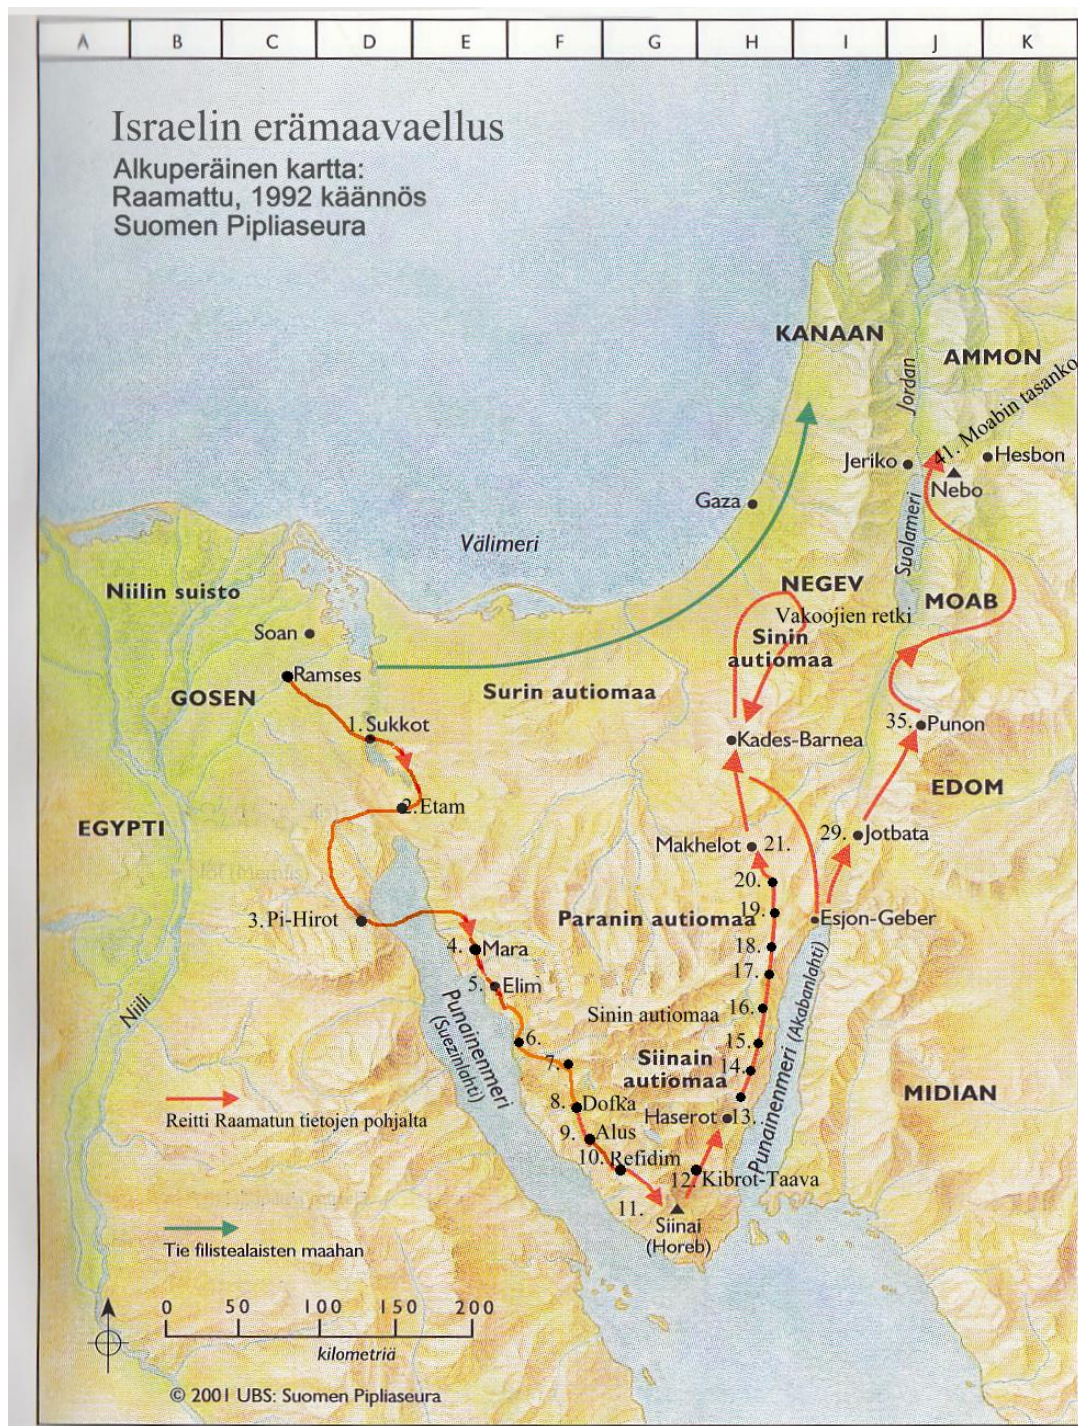 A B C D E F G H I J K
Israelin erämaavaellus
Alkuperäinen kartta:
Raamattu, 1992 käännös
Suomen Pipliaseura
KANAAN
AMMON
Jordan
41. Moabin tasanko
Jeriko
Hesbon
Nebo
Gaza
Suolameri
Välimeri
Niilin suisto
NEGEV
MOAB
Vakoojien retki
Soan
Sinin
autiomaa
Ramses
GOSEN
Surin autiomaa
1. Sukkot
35. Punon
Kades-Barnea
EDOM
2. Etam
EGYPTI
29. Jotbata
Makhelot 21.
20.
3. Pi-Hirot
Paranin autiomaa
19.
Esjon-Geber
4. Mara
18.
17.
5. Elim
Niili
Punainenmeri
(Suezinlahti)
Sinin autiomaa
16.
6.
15.
7.
Siinain
autiomaa
14.
Punainenmeri (Akabanlahti)
MIDIAN
8. Dofka
Haserot
13.
Reitti Raamatun tietojen pohjalta
9. Alus
10. Refidim
12. Kibrot-Taava
11.
Siinai
(Horeb)
Tie filistealaisten maahan
0 50 100 150 200
kilometriä
© 2001 UBS: Suomen Pipliaseura